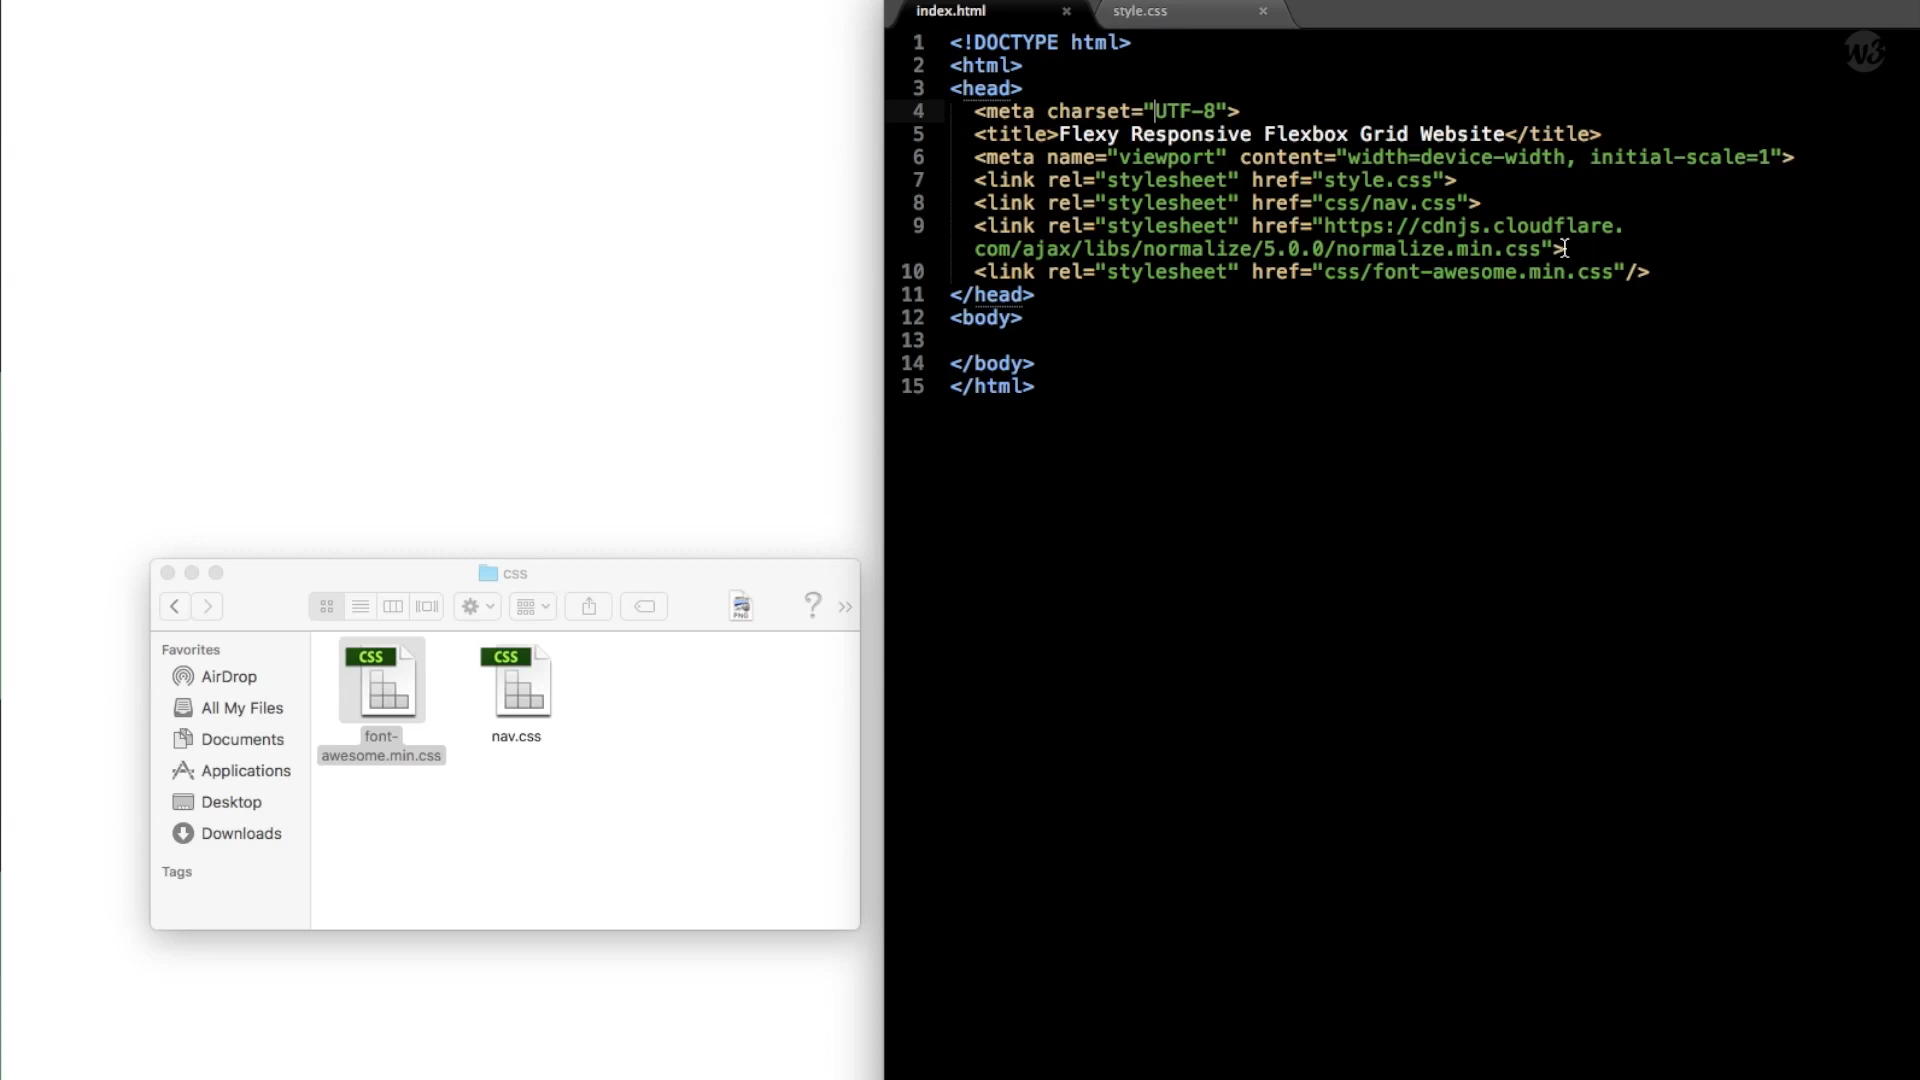 index.html
style.css
W3
1 <!DOCTYPE html>
2 <html>
3 <head>
4 <meta charset="UTF-8">
5 <title>Flexy Responsive Flexbox Grid Website</title>
6 <meta name="viewport" content="width=device-width, initial-scale=1">
7 <link rel="stylesheet" href="style.css">
8 <link rel="stylesheet" href="css/nav.css">
9 <link rel="stylesheet" href="https://cdnjs.cloudflare.
com/ajax/libs/normalize/5.0.0/normalize.min.css">
10 <link rel="stylesheet" href="css/font-awesome.min.css"/>
11 </head>
12 <body>
13
14 </body>
15 </html>
css
PNG
?
Favorites
AirDrop
All My Files
Documents
Applications
Desktop
Downloads
Tags
CSS
font-
awesome.min.css
CSS
nav.css